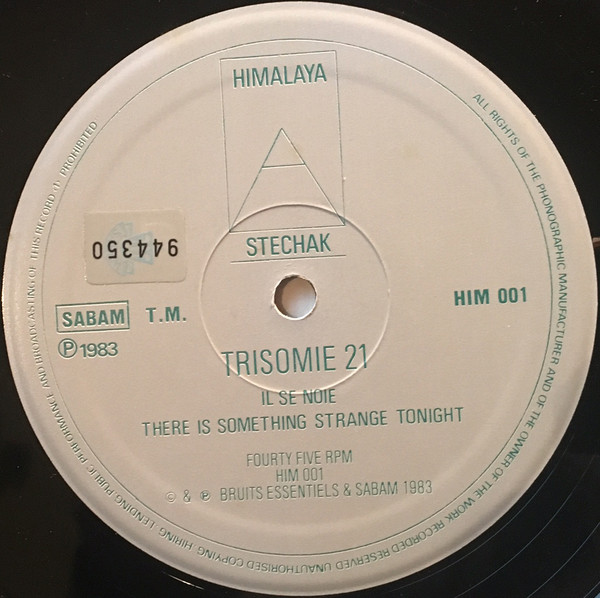 HIMALAYA
A
STECHAK
944350
SABAM T.M.
℗ 1983
HIM 001
TRISOMIE 21
IL SE NOIE
THERE IS SOMETHING STRANGE TONIGHT
FOURTY FIVE RPM
HIM 001
© & ℗ BRUITS ESSENTIELS & SABAM 1983
ALL RIGHTS OF THE PHONOGRAPHIC MANUFACTURER AND OF THE OWNER OF THE WORK RECORDED RESERVED UNAUTHORISED COPYING HIRING LENDING PUBLIC PERFORMANCE AND BROADCASTING OF THIS RECORD PROHIBITED